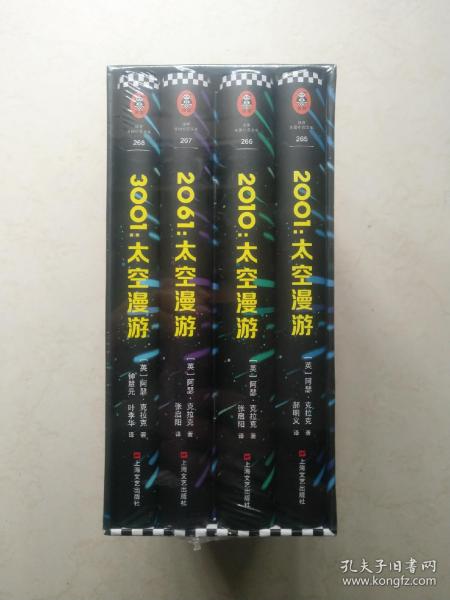 268
3001:太空漫游
[英] 阿瑟·克拉克 著
钟慧元 叶李华 译
上海文艺出版社
267
2061:太空漫游
[英] 阿瑟·克拉克 著
张启阳 译
上海文艺出版社
266
2010:太空漫游
[英] 阿瑟·克拉克 著
张启阳 译
上海文艺出版社
265
2001:太空漫游
[英] 阿瑟·克拉克 著
郝明义 译
上海文艺出版社
孔夫子旧书网
www.kongfz.com